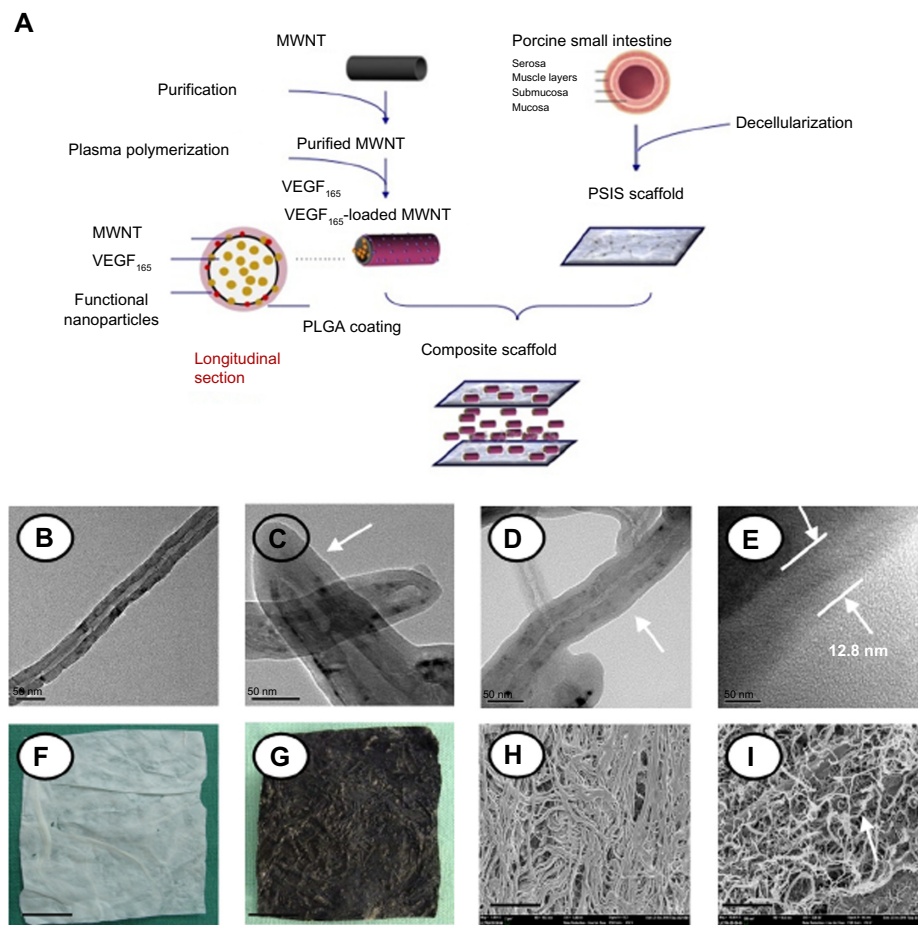 A
MWNT
Purification
Purified MWNT
Plasma polymerization
VEGF165
VEGF165-loaded MWNT
MWNT
VEGF165
Functional
nanoparticles
PLGA coating
Longitudinal
section
Porcine small intestine
Serosa
Muscle layers
Submucosa
Mucosa
Decellularization
PSIS scaffold
Composite scaffold
B
50 nm
C
50 nm
D
50 nm
E
12.8 nm
50 nm
F
G
H
I